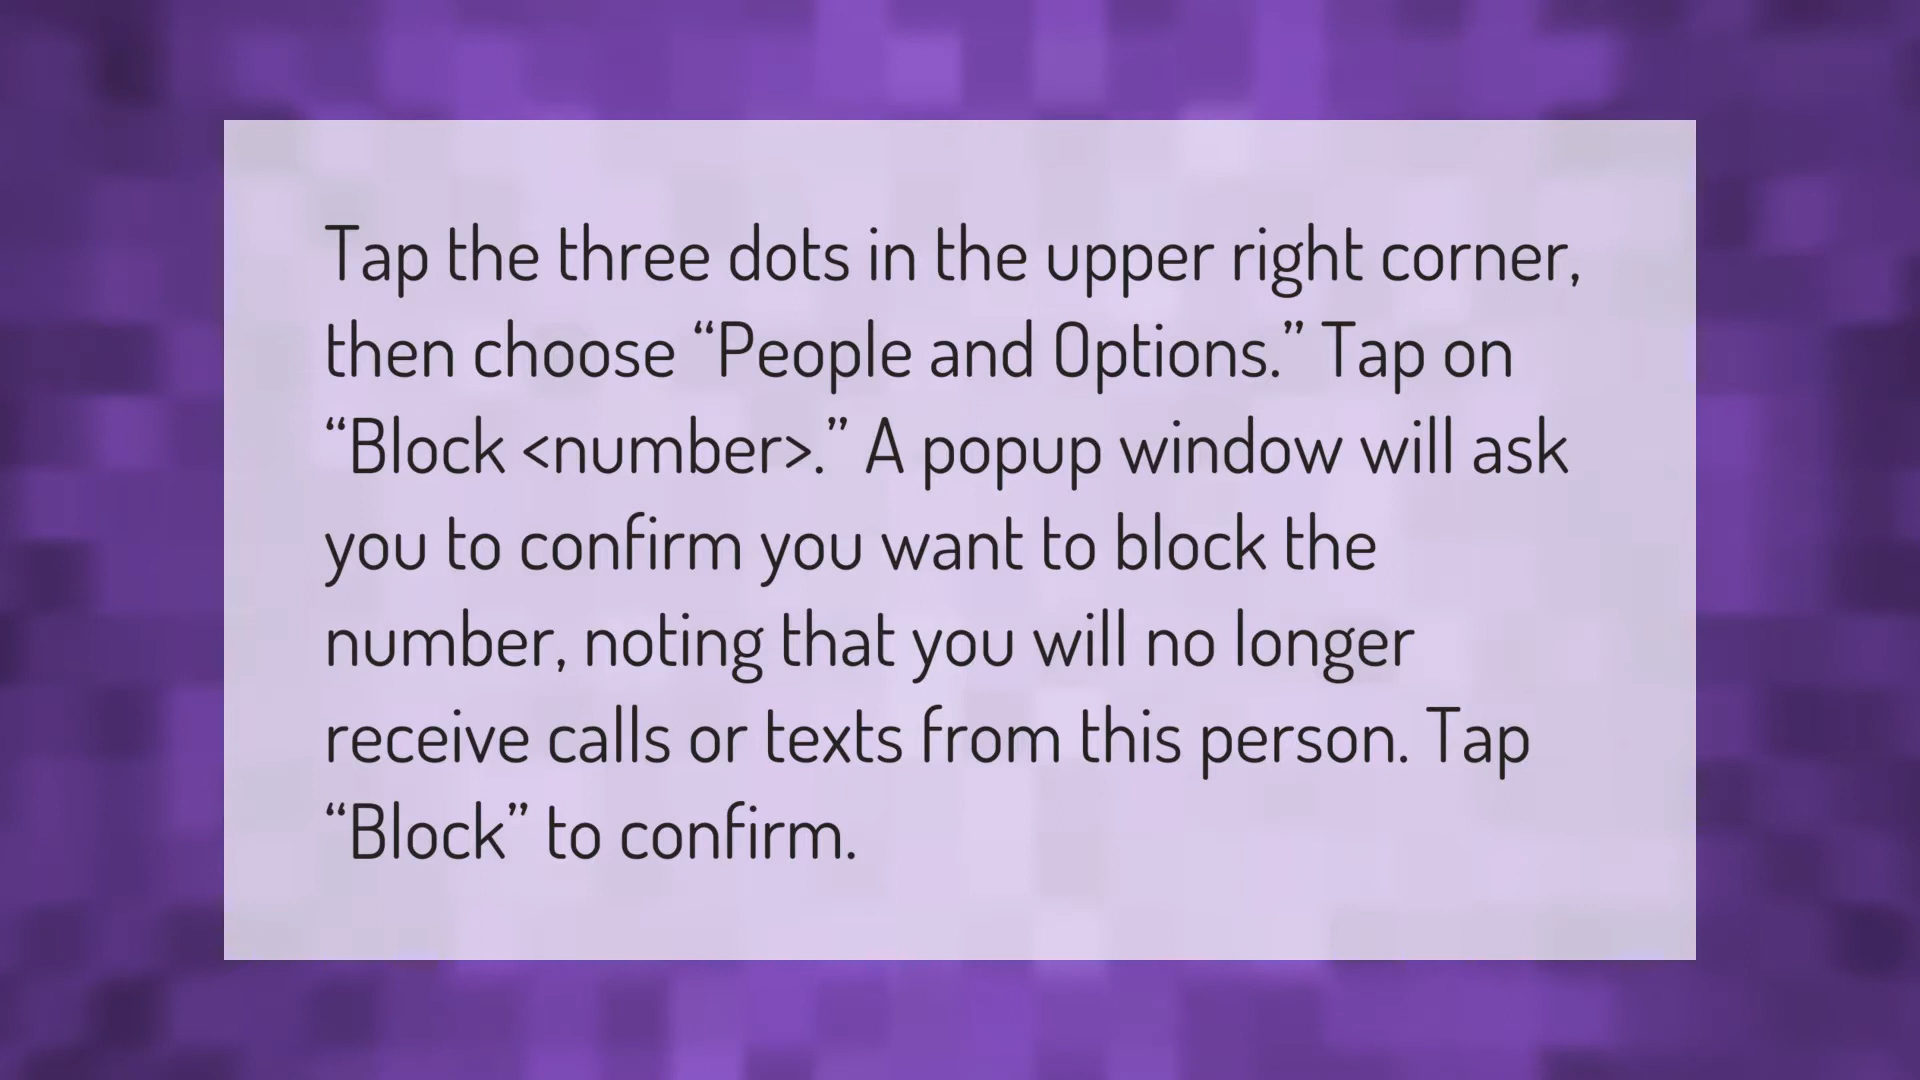 Tap the three dots in the upper right corner,
then choose “People and Options.” Tap on
“Block <number>.” A popup window will ask
you to confirm you want to block the
number, noting that you will no longer
receive calls or texts from this person. Tap
“Block” to confirm.